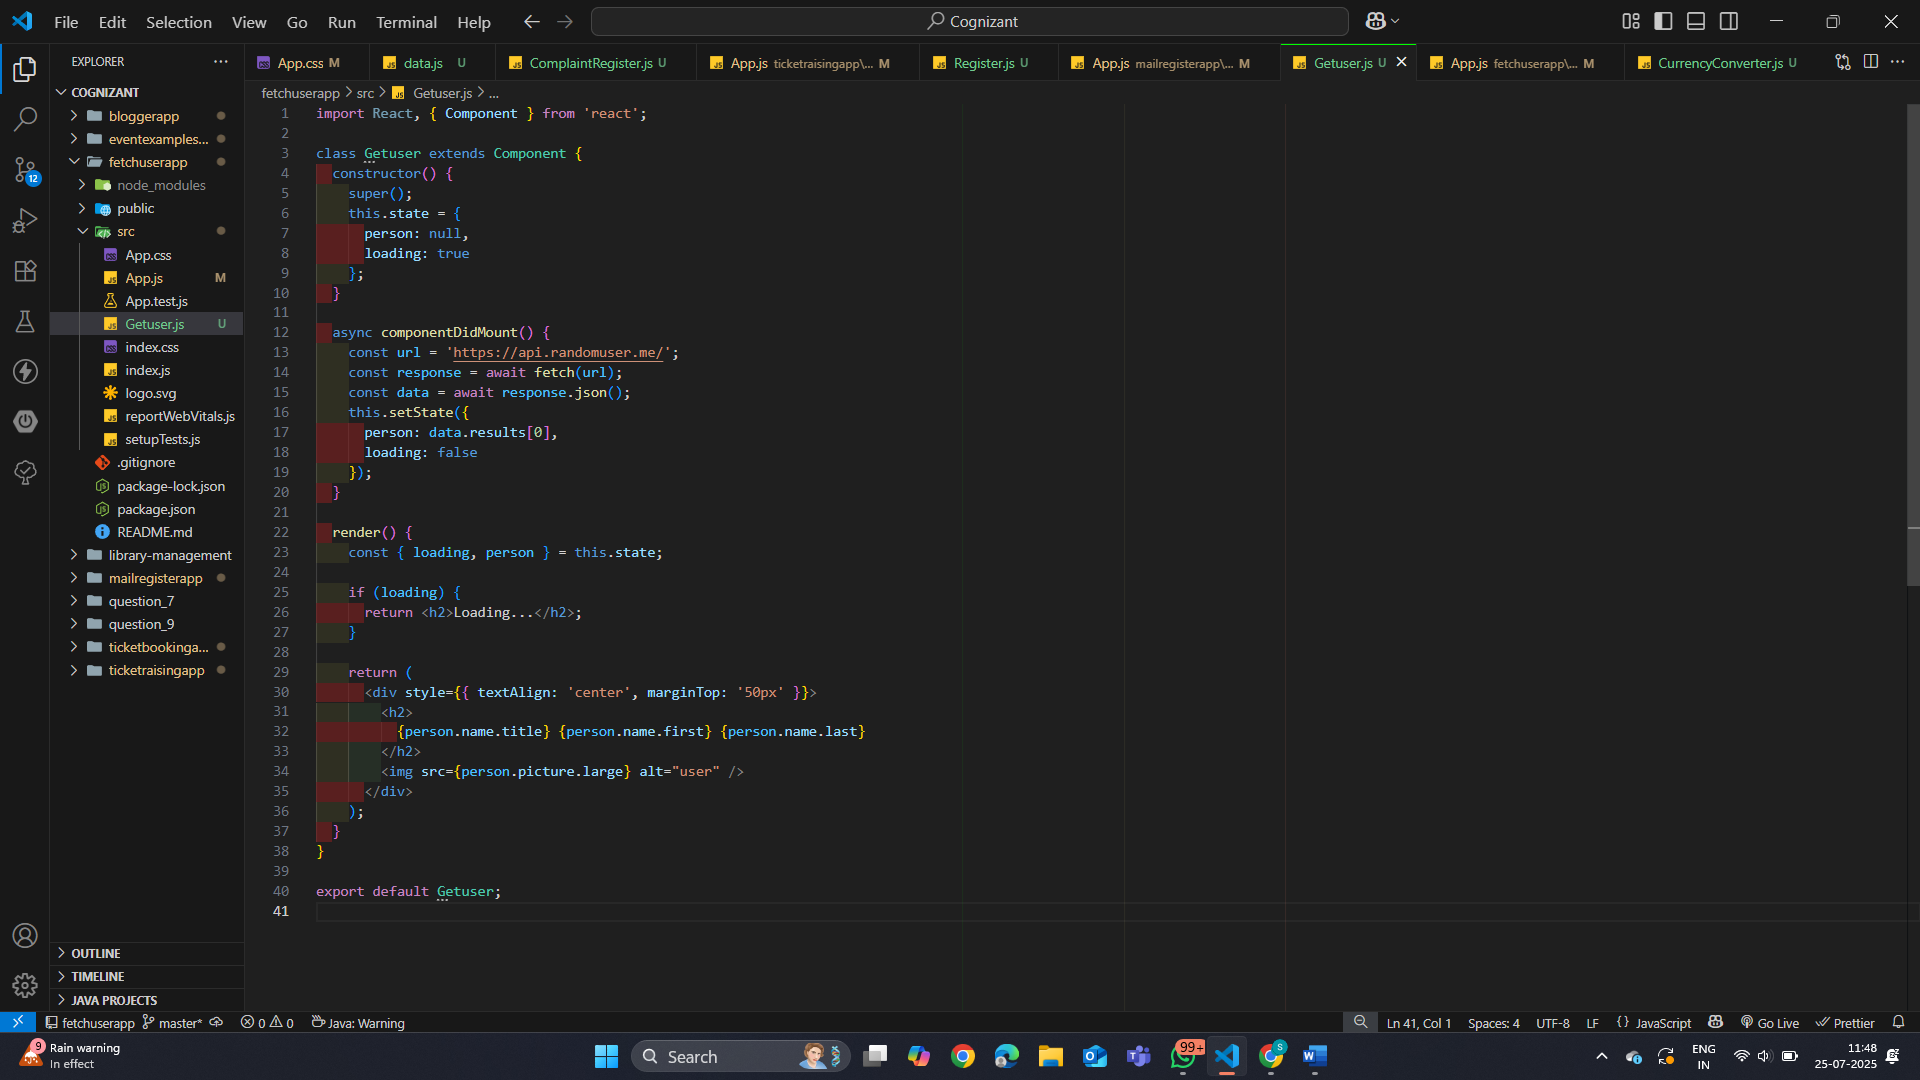 File Edit Selection View Go Run Terminal Help
Cognizant
EXPLORER
COGNIZANT
bloggerapp
eventexamples...
fetchuserapp
node_modules
public
src
App.css
App.js M
App.test.js
Getuser.js U
index.css
index.js
logo.svg
reportWebVitals.js
setupTests.js
.gitignore
package-lock.json
package.json
README.md
library-management
mailregisterapp
question_7
question_9
ticketbookinga...
ticketraisingapp
OUTLINE
TIMELINE
JAVA PROJECTS
12
App.css M
data.js U
ComplaintRegister.js U
App.js ticketraisingapp\... M
Register.js U
App.js mailregisterapp\... M
Getuser.js U
App.js fetchuserapp\... M
CurrencyConverter.js U
fetchuserapp > src > Getuser.js > ...
1 import React, { Component } from 'react';
2
3 class Getuser extends Component {
4 constructor() {
5 super();
6 this.state = {
7 person: null,
8 loading: true
9 };
10 }
11
12 async componentDidMount() {
13 const url = 'https://api.randomuser.me/';
14 const response = await fetch(url);
15 const data = await response.json();
16 this.setState({
17 person: data.results[0],
18 loading: false
19 });
20 }
21
22 render() {
23 const { loading, person } = this.state;
24
25 if (loading) {
26 return <h2>Loading...</h2>;
27 }
28
29 return (
30 <div style={{ textAlign: 'center', marginTop: '50px' }}>
31 <h2>
32 {person.name.title} {person.name.first} {person.name.last}
33 </h2>
34 <img src={person.picture.large} alt="user" />
35 </div>
36 );
37 }
38 }
39
40 export default Getuser;
41
fetchuserapp master* 0 0 Java: Warning
Ln 41, Col 1 Spaces: 4 UTF-8 LF {} JavaScript Go Live Prettier
9 Rain warning
In effect
Search
99+
S
ENG
IN
11:48
25-07-2025